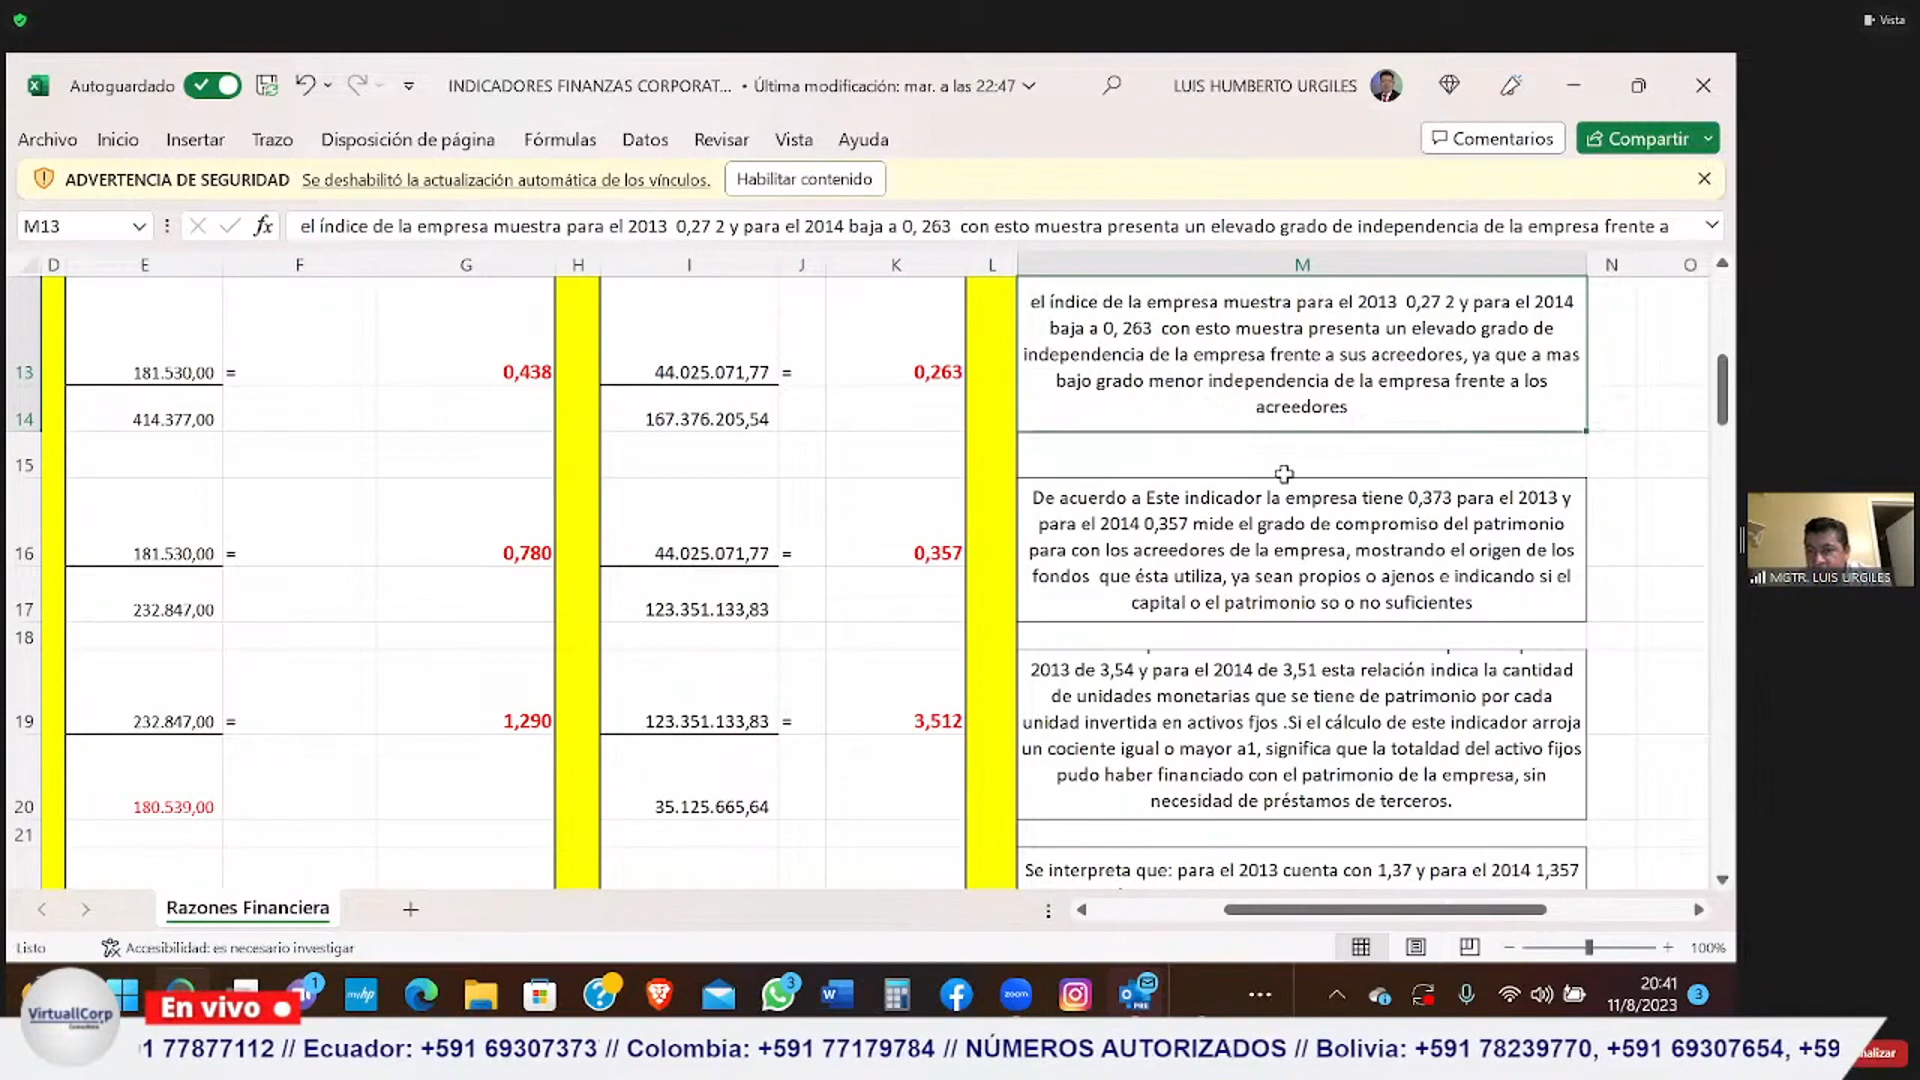 Vista
Autoguardado
INDICADORES FINANZAS CORPORAT... • Última modificación: mar. a las 22:47
LUIS HUMBERTO URGILES
Archivo Inicio Insertar Trazo Disposición de página Fórmulas Datos Revisar Vista Ayuda
Comentarios
Compartir
ADVERTENCIA DE SEGURIDAD Se deshabilitó la actualización automática de los vínculos.
Habilitar contenido
M13
fx
el índice de la empresa muestra para el 2013 0,27 2 y para el 2014 baja a 0, 263 con esto muestra presenta un elevado grado de independencia de la empresa frente a
D E F G H I J K L M N O
el índice de la empresa muestra para el 2013 0,27 2 y para el 2014
baja a 0, 263 con esto muestra presenta un elevado grado de
independencia de la empresa frente a sus acreedores, ya que a mas
bajo grado menor independencia de la empresa frente a los
acreedores
13 181.530,00 = 0,438 44.025.071,77 = 0,263
14 414.377,00 167.376.205,54
15
De acuerdo a Este indicador la empresa tiene 0,373 para el 2013 y
para el 2014 0,357 mide el grado de compromiso del patrimonio
para con los acreedores de la empresa, mostrando el origen de los
fondos que ésta utiliza, ya sean propios o ajenos e indicando si el
capital o el patrimonio so o no suficientes
16 181.530,00 = 0,780 44.025.071,77 = 0,357
17 232.847,00 123.351.133,83
18
2013 de 3,54 y para el 2014 de 3,51 esta relación indica la cantidad
de unidades monetarias que se tiene de patrimonio por cada
unidad invertida en activos fjos .Si el cálculo de este indicador arroja
un cociente igual o mayor a1, significa que la totaldad del activo fijos
pudo haber financiado con el patrimonio de la empresa, sin
necesidad de préstamos de terceros.
19 232.847,00 = 1,290 123.351.133,83 = 3,512
20 180.539,00 35.125.665,64
21
Se interpreta que: para el 2013 cuenta con 1,37 y para el 2014 1,357
MGTR. LUIS URGILES
Razones Financiera
Listo
Accesibilidad: es necesario investigar
100%
1
mihp
3
zoom
PRE
20:41
11/8/2023
3
VirtuallCorp
En vivo
1 77877112 // Ecuador: +591 69307373 // Colombia: +591 77179784 // NÚMEROS AUTORIZADOS // Bolivia: +591 78239770, +591 69307654, +59